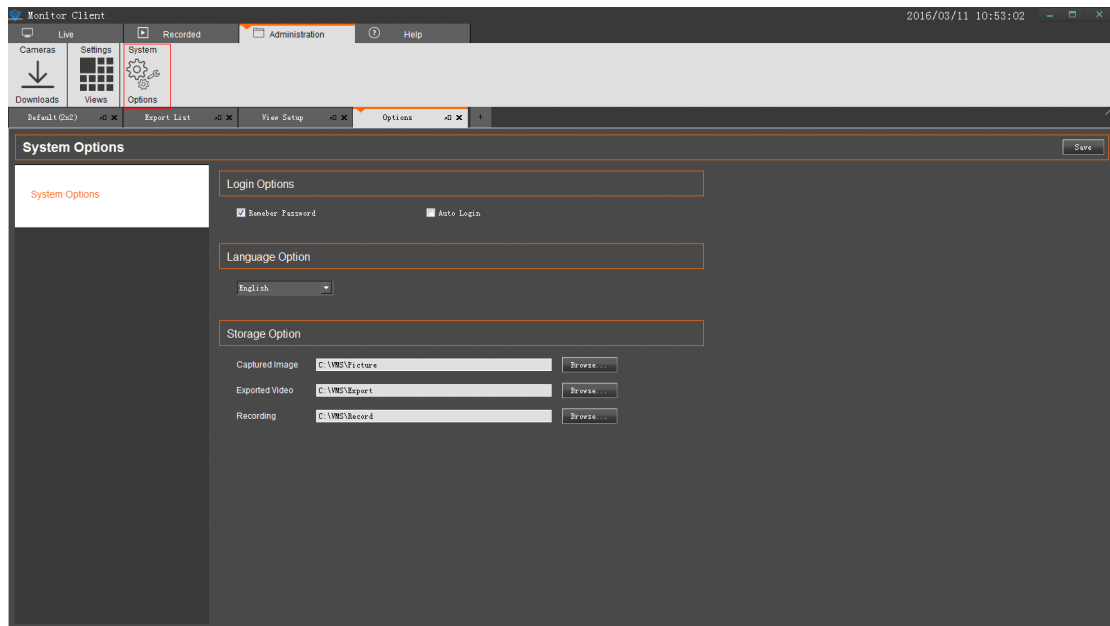 Monitor Client 2016/03/11 10:53:02
Live Recorded Administration Help
Cameras Settings System
Downloads Views Options
Default(2x2) Export List View Setup Options +
System Options Save
System Options
Login Options
Remeber Password Auto Login
Language Option
English
Storage Option
Captured Image C:\VMS\Picture Browse...
Exported Video C:\VMS\Export Browse...
Recording C:\VMS\Record Browse...